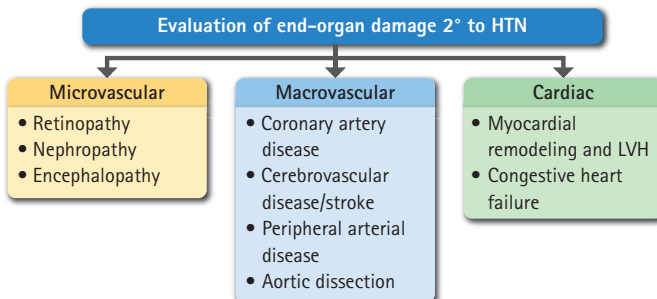 Evaluation of end-organ damage 2° to HTN
Microvascular
• Retinopathy
• Nephropathy
• Encephalopathy
Macrovascular
• Coronary artery
disease
• Cerebrovascular
disease/stroke
• Peripheral arterial
disease
• Aortic dissection
Cardiac
• Myocardial
remodeling and LVH
• Congestive heart
failure